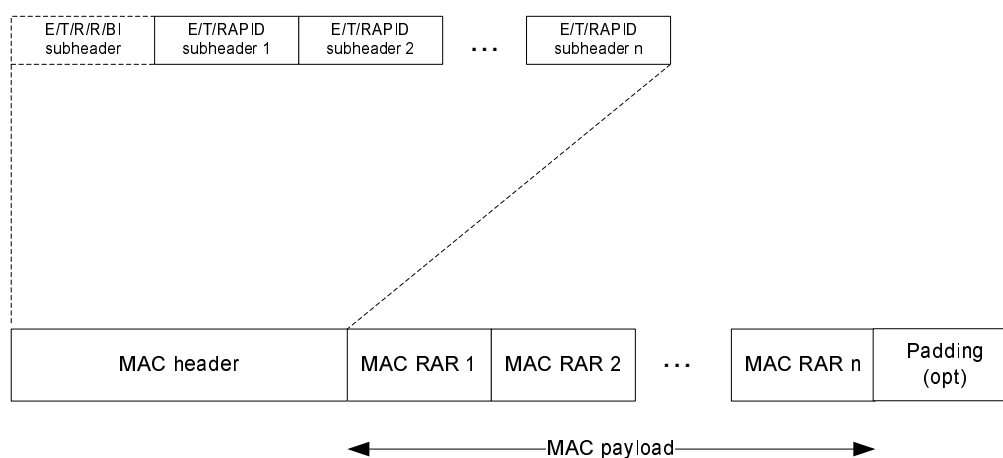 E/T/R/R/BI
subheader
E/T/RAPID
subheader 1
E/T/RAPID
subheader 2
...
E/T/RAPID
subheader n
MAC header
MAC RAR 1
MAC RAR 2
...
MAC RAR n
Padding
(opt)
MAC payload